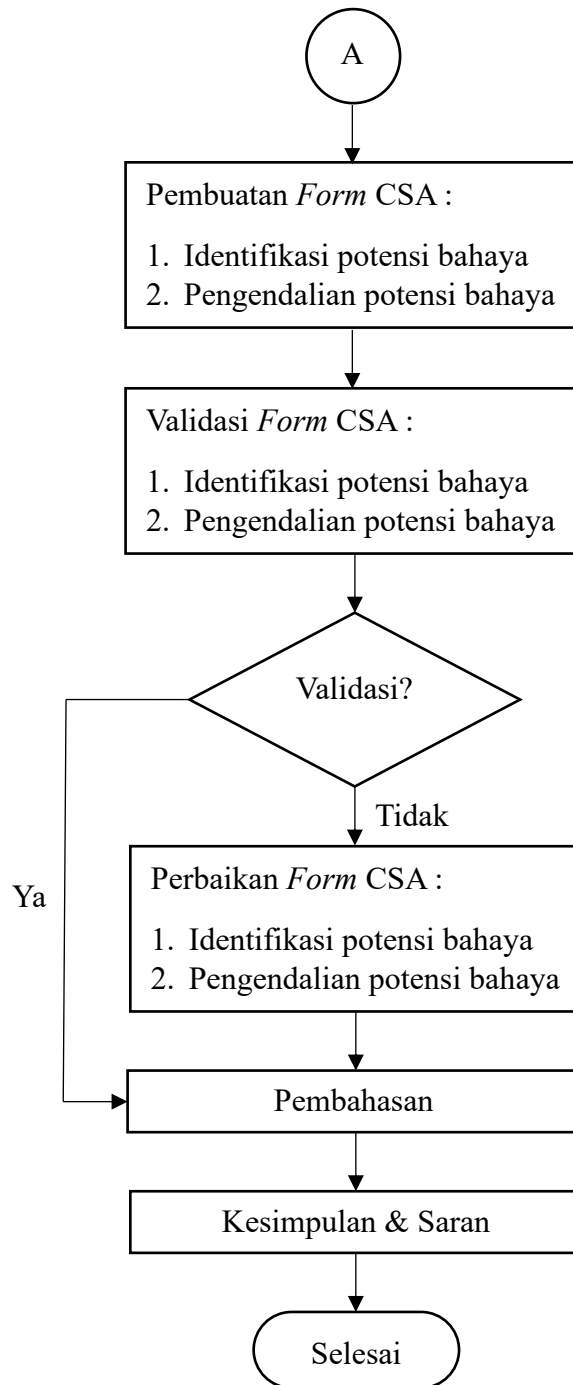 A
Pembuatan Form CSA :
1. Identifikasi potensi bahaya
2. Pengendalian potensi bahaya
Validasi Form CSA :
1. Identifikasi potensi bahaya
2. Pengendalian potensi bahaya
Validasi?
Tidak
Ya
Perbaikan Form CSA :
1. Identifikasi potensi bahaya
2. Pengendalian potensi bahaya
Pembahasan
Kesimpulan & Saran
Selesai